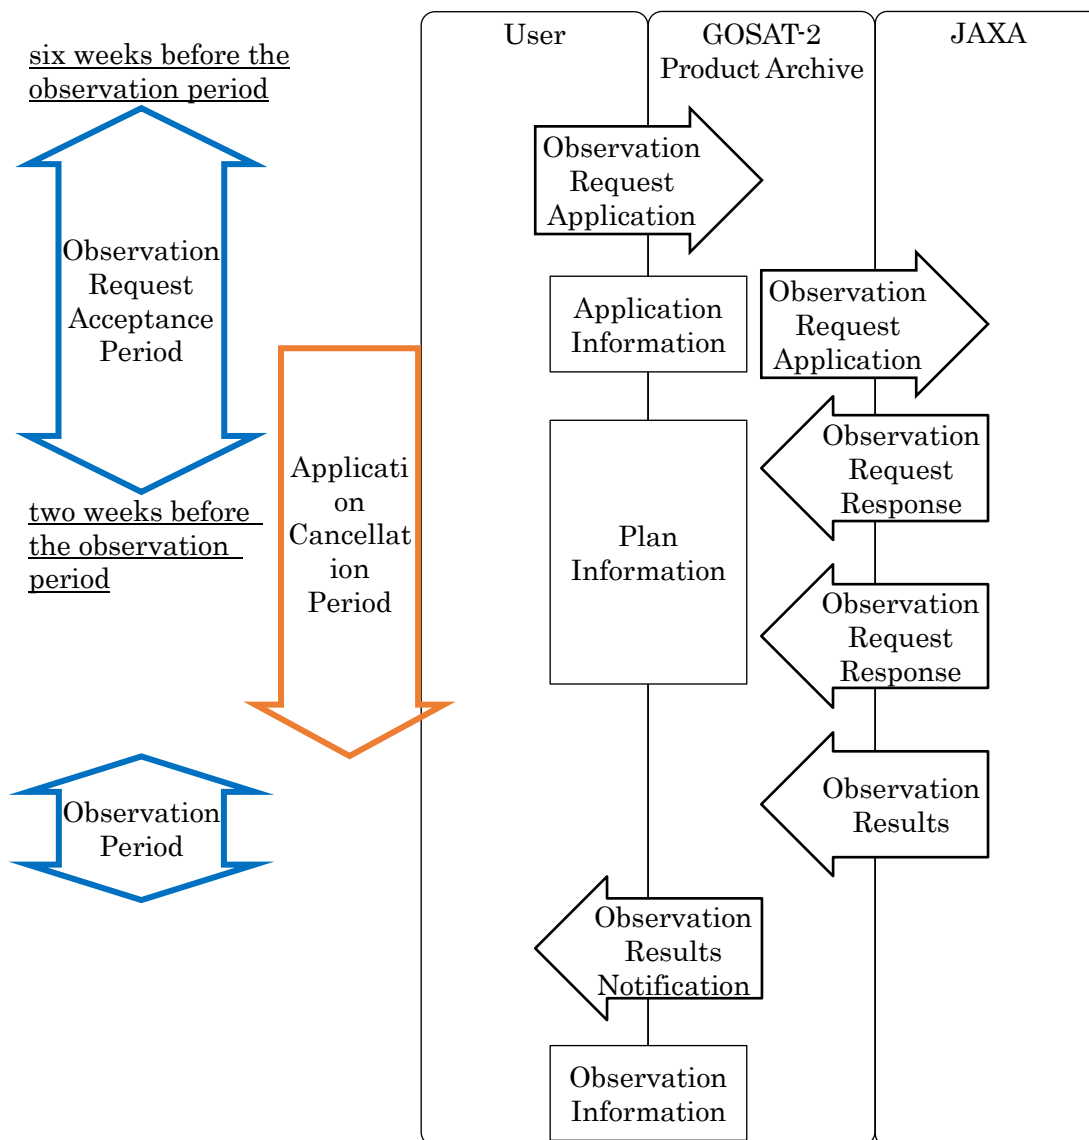 six weeks before the
observation period
Observation
Request
Acceptance
Period
two weeks before
the observation
period
Applicati
on
Cancellat
ion
Period
Observation
Period
User
GOSAT-2
Product Archive
JAXA
Observation
Request
Application
Application
Information
Observation
Request
Application
Observation
Request
Response
Plan
Information
Observation
Request
Response
Observation
Results
Observation
Results
Notification
Observation
Information